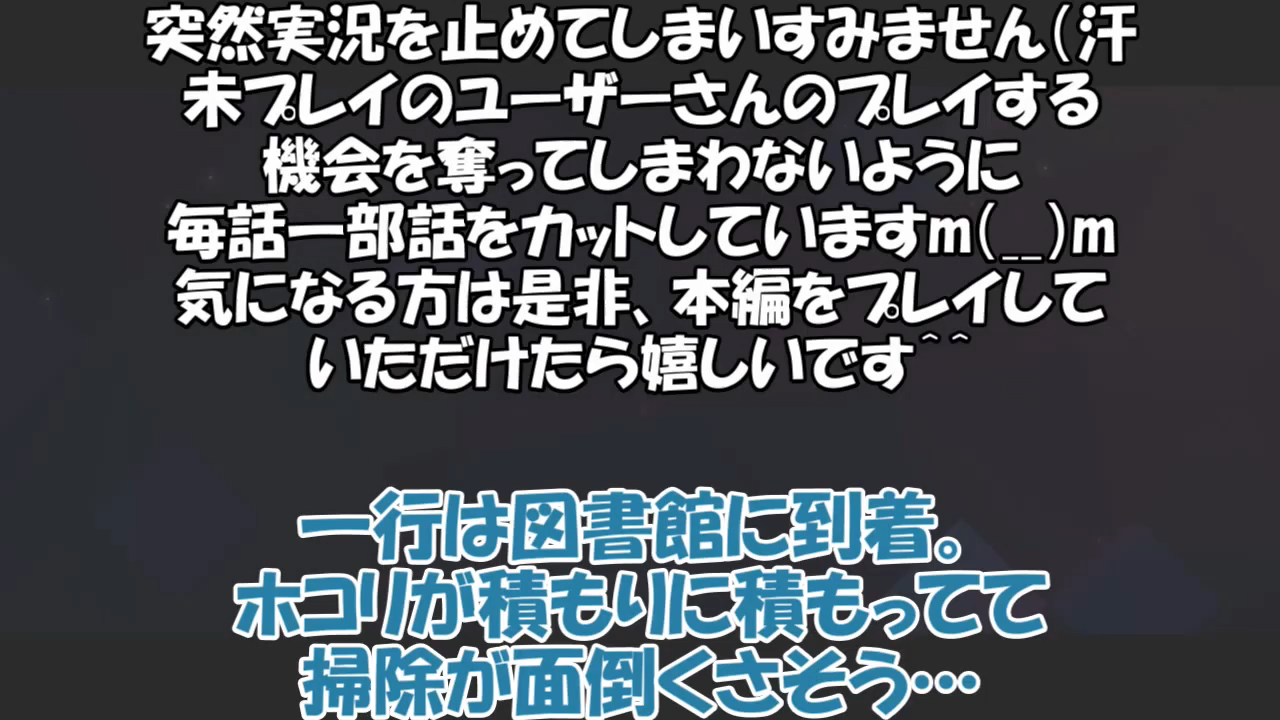 突然実況を止めてしまいすみません(汗
未プレイのユーザーさんのプレイする
機会を奪ってしまわないように
毎話一部話をカットしていますm(__)m
気になる方は是非、本編をプレイして
いただけたら嬉しいです^^
一行は図書館に到着。
ホコリが積もりに積もってて
掃除が面倒くさそう…